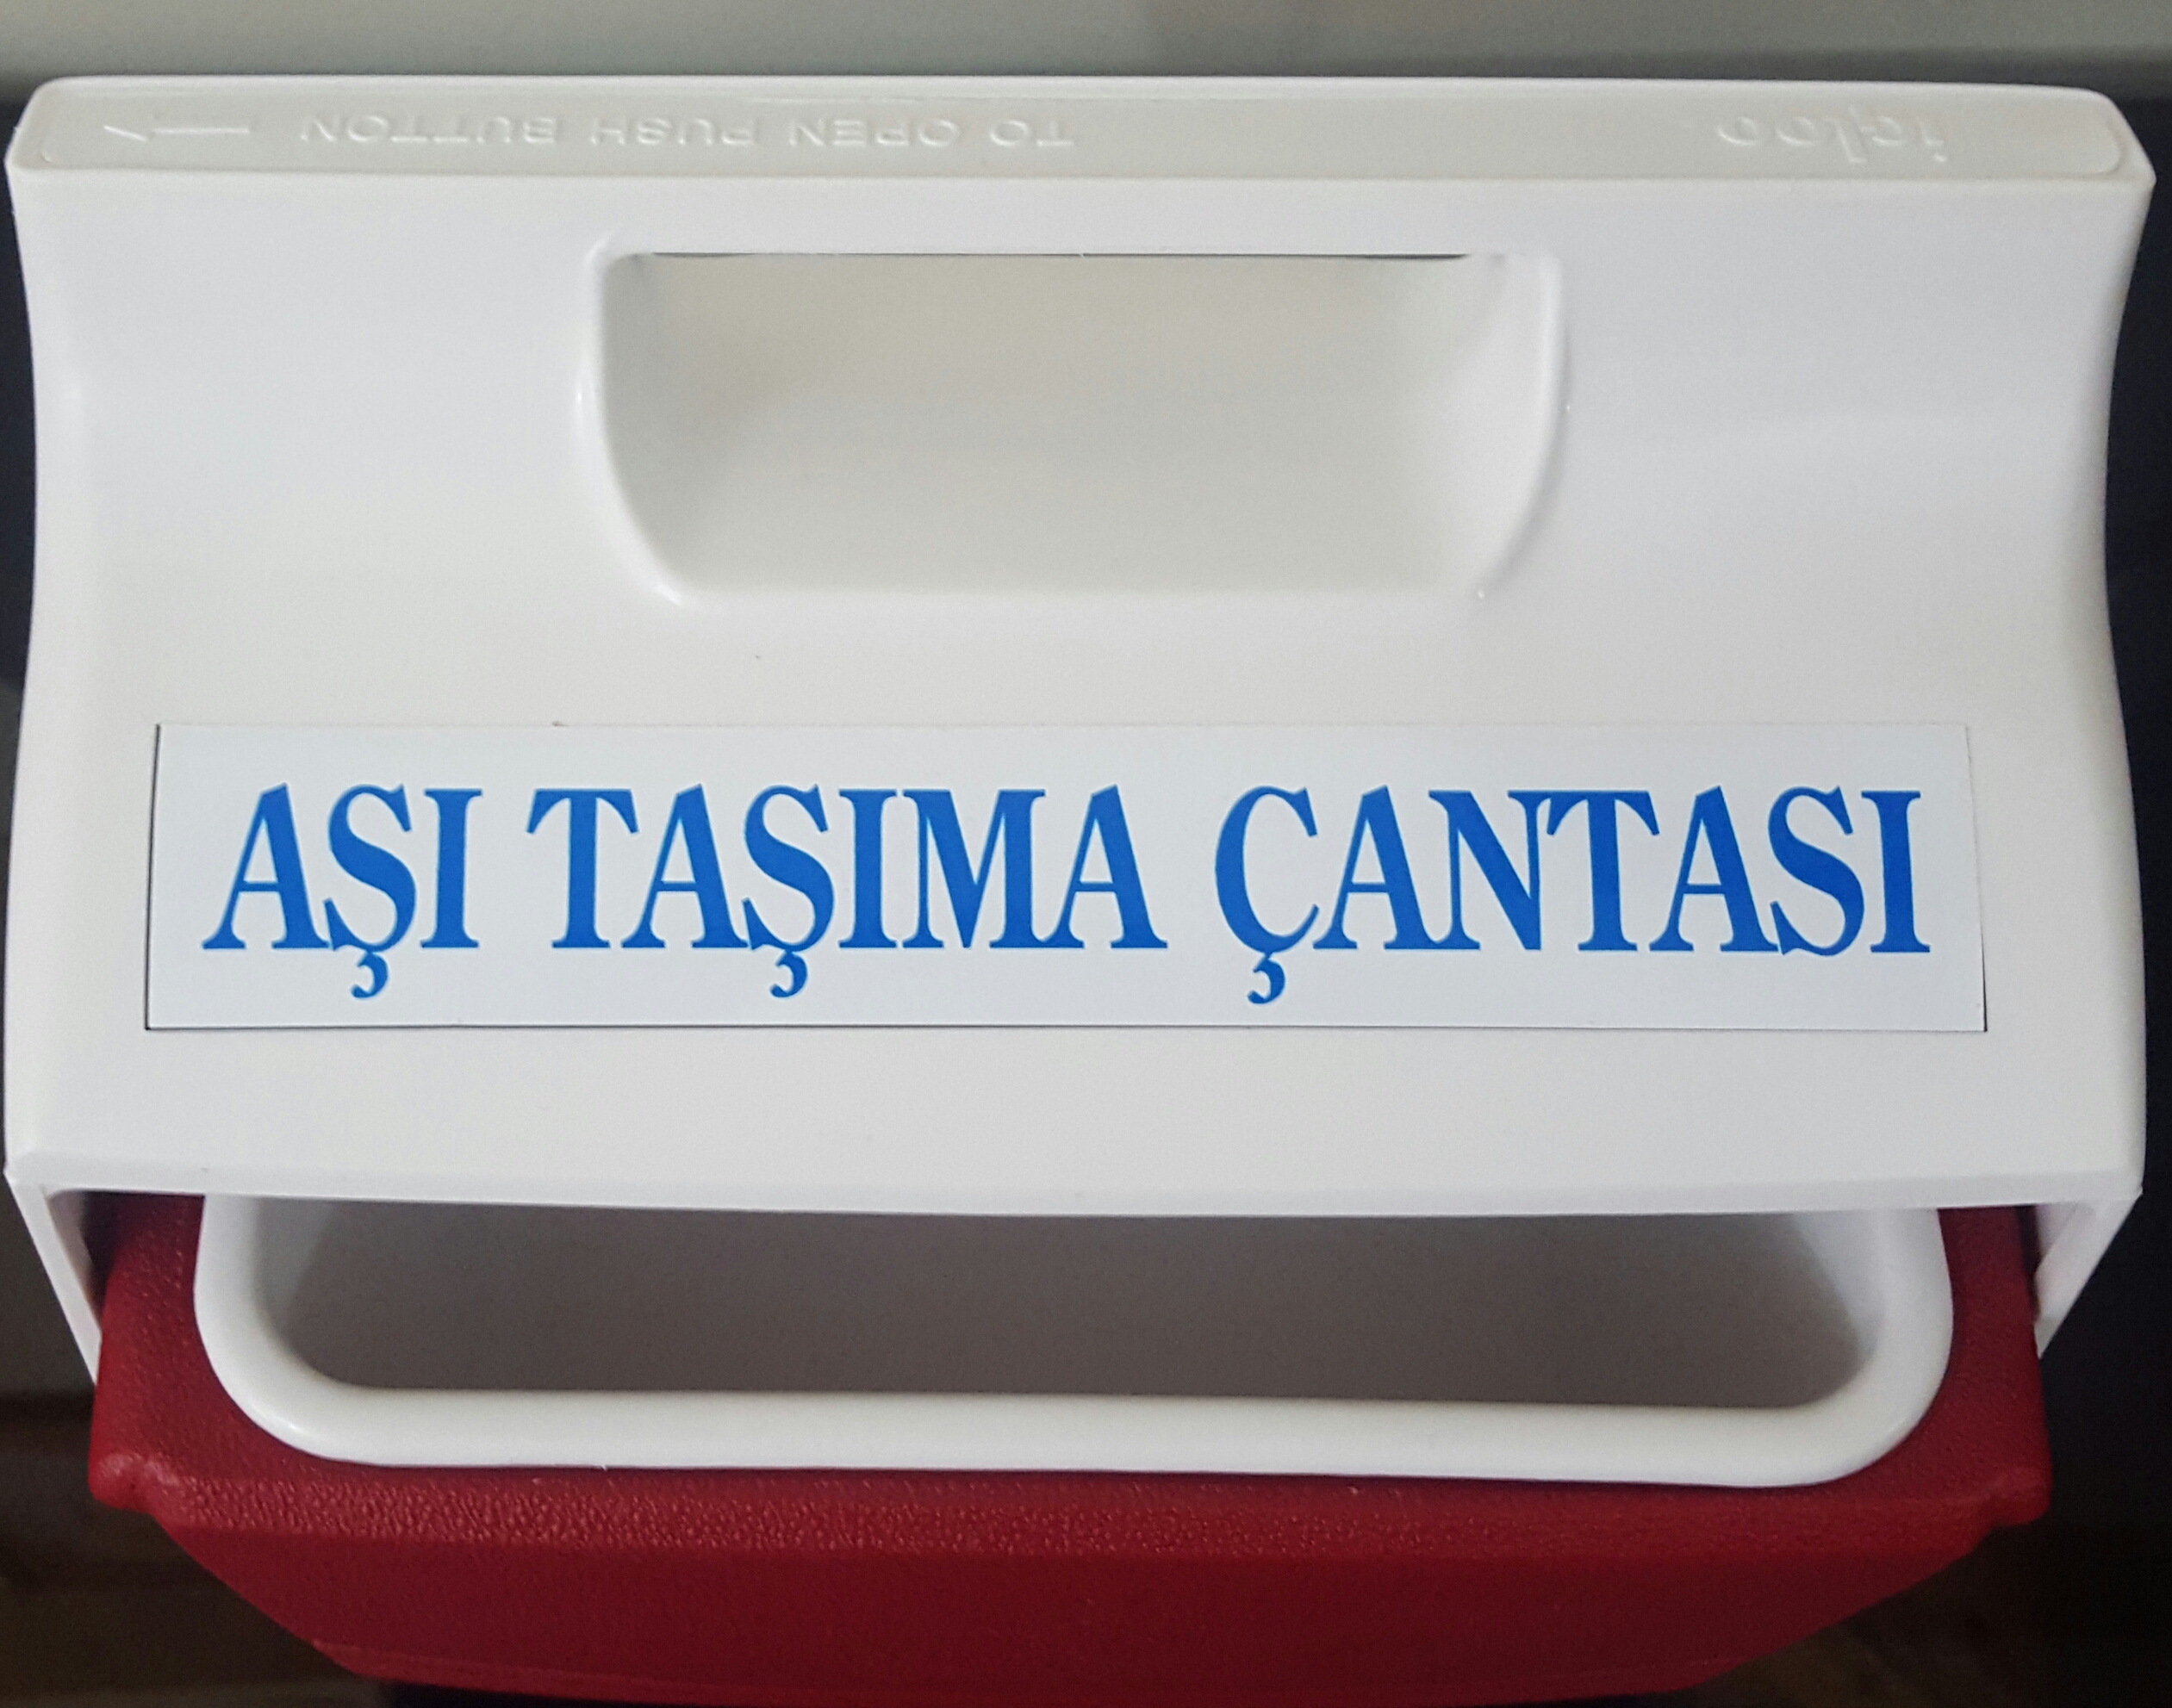 igloo TO OPEN PUSH BUTTON
AŞI TAŞIMA ÇANTASI